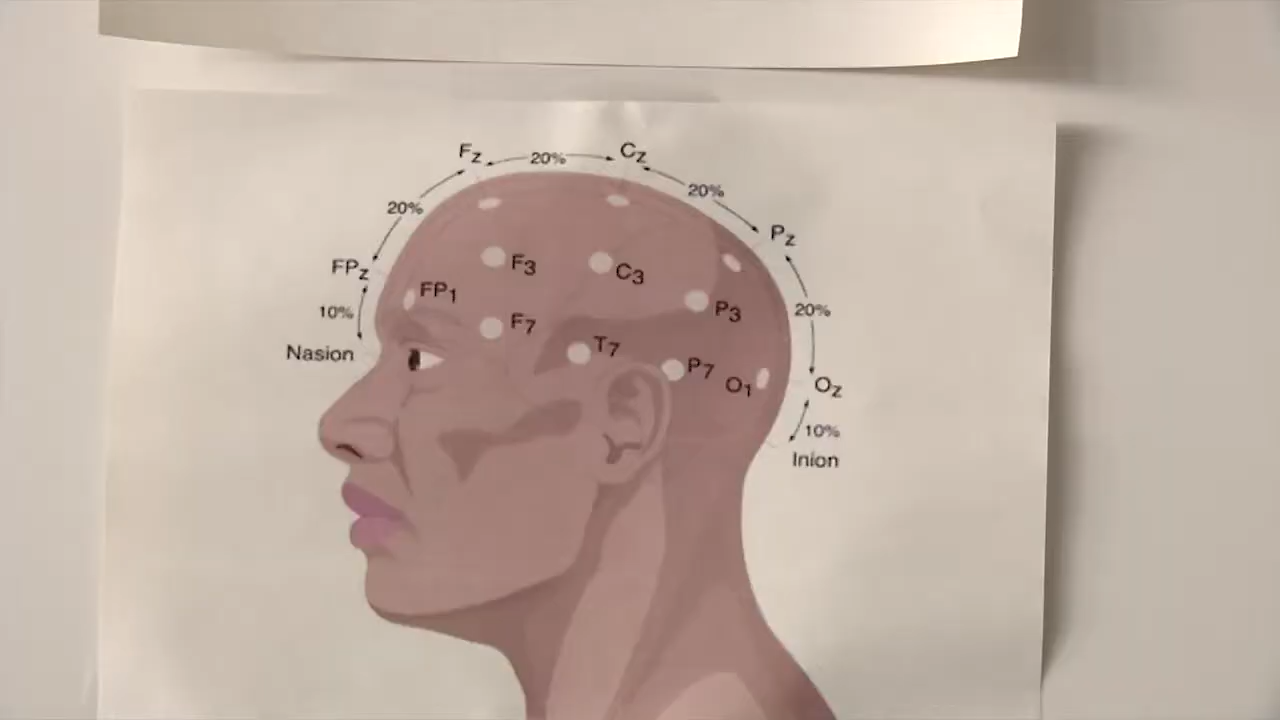 Fz
20%
Cz
20%
20%
Pz
FPz
F3
C3
FP1
10%
F7
P3
20%
Nasion
T7
P7
O1
Oz
10%
Inion